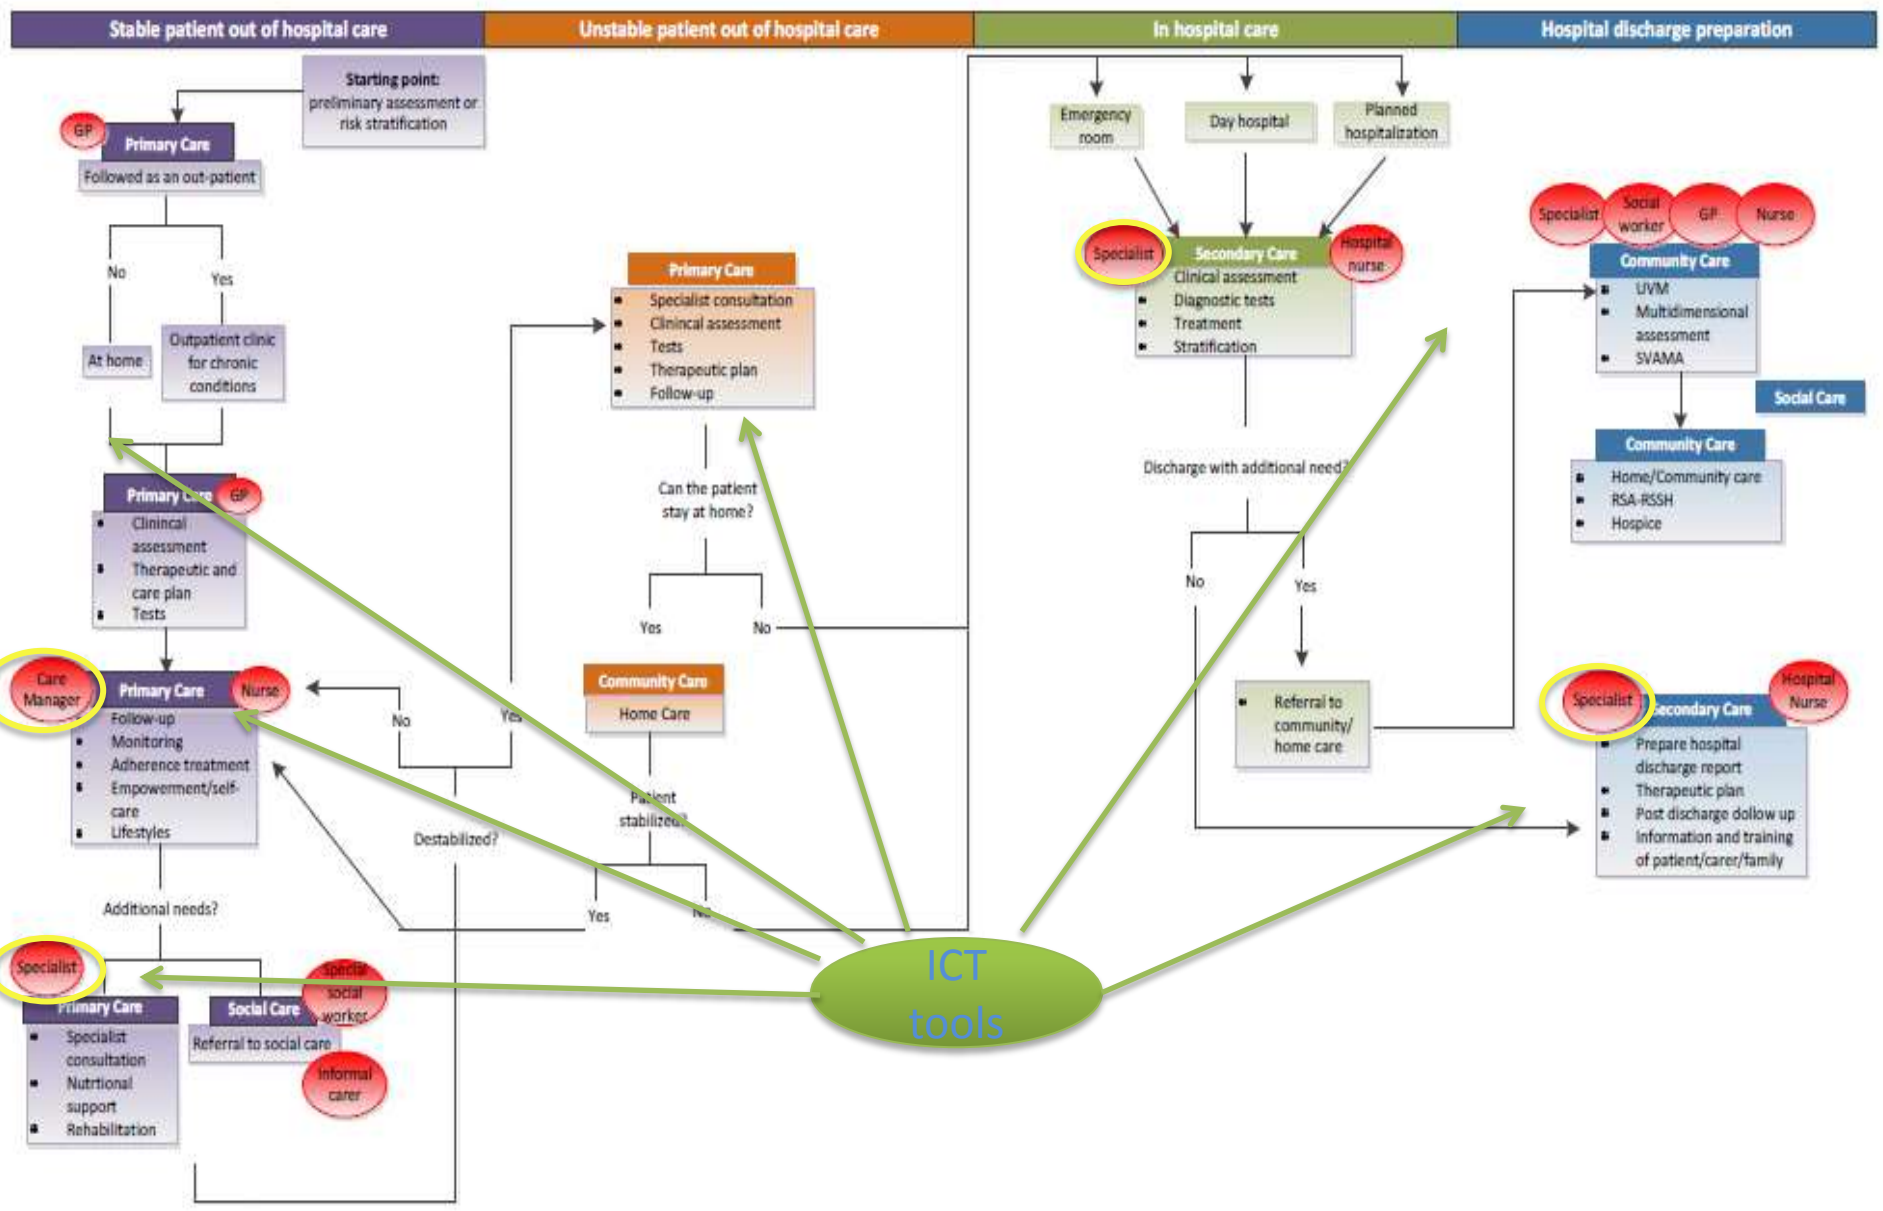 Stable patient out of hospital care
Unstable patient out of hospital care
In hospital care
Hospital discharge preparation
Starting point:
preliminary assessment or
risk stratification
GP
Primary Care
Followed as an out-patient
No
Yes
At home
Outpatient clinic
for chronic
conditions
Primary Care
GP
Clinincal
assessment
Therapeutic and
care plan
Tests
Care
Manager
Primary Care
Nurse
Follow-up
Monitoring
Adherence treatment
Empowerment/self-
care
Lifestyles
Additional needs?
Specialist
Primary Care
Specialist
consultation
Nutrtional
support
Rehabilitation
Social Care
Special
social
worker
Referral to social care
Informal
carer
No
Yes
Destabilized?
Primary Care
Specialist consultation
Clinincal assessment
Tests
Therapeutic plan
Follow-up
Can the patient
stay at home?
Yes
No
Community Care
Home Care
Patient
stabilized?
Yes
No
ICT
tools
Emergency
room
Day hospital
Planned
hospitalization
Specialist
Secondary Care
Hospital
nurse
Clinical assessment
Diagnostic tests
Treatment
Stratification
Discharge with additional need?
No
Yes
Referral to
community/
home care
Specialist
Social
worker
GP
Nurse
Community Care
UVM
Multidimensional
assessment
SVAMA
Social Care
Community Care
Home/Community care
RSA-RSSH
Hospice
Specialist
Hospital
Nurse
Secondary Care
Prepare hospital
discharge report
Therapeutic plan
Post discharge dollow up
Information and training
of patient/carer/family